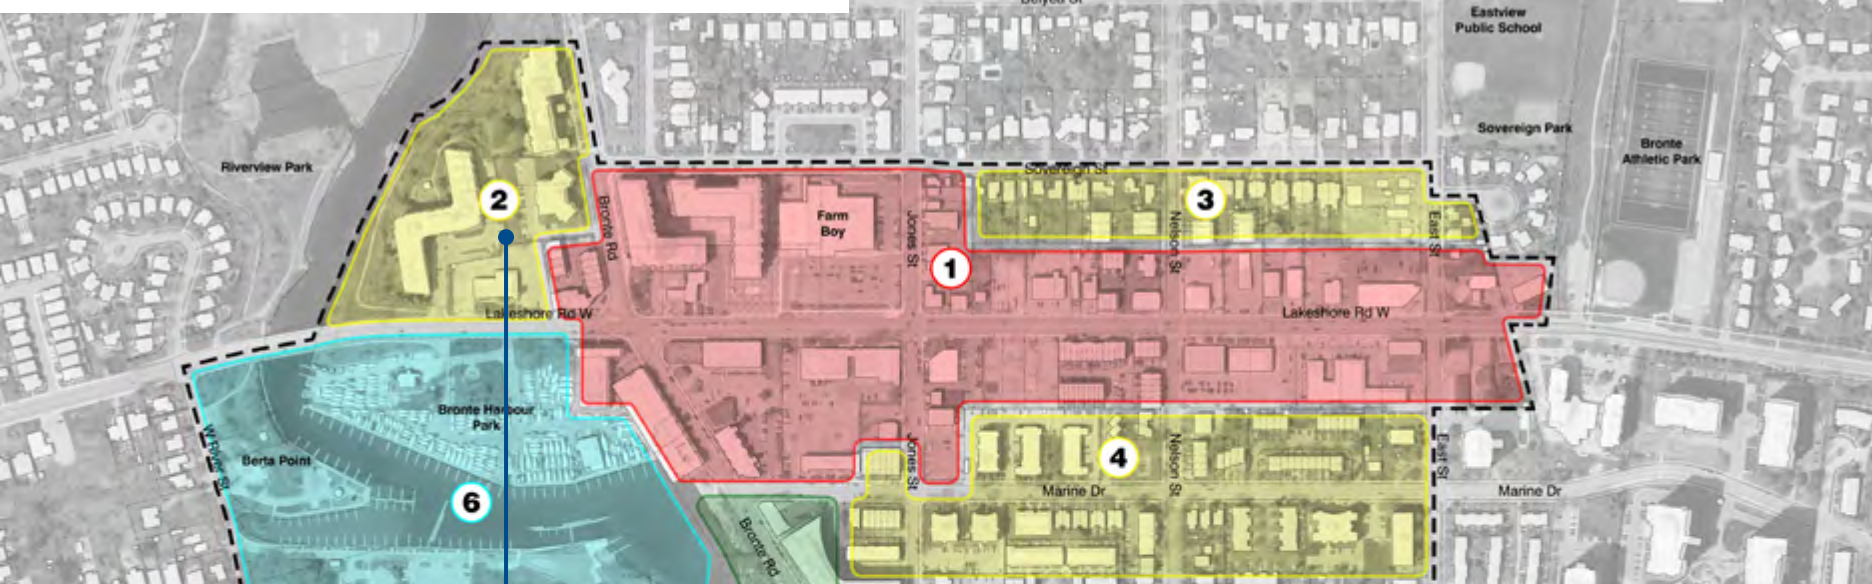 Belyea St
Eastview
Public School
Sovereign Park
Bronte
Athletic Park
Riverview Park
Sovereign St
2
3
Bronte Rd
Farm
Boy
Jones St
Nelson St
East St
1
Lakeshore Rd W
Lakeshore Rd W
Bronte Harbour
Park
W River St
Berta Point
Jones St
4
Nelson St
East St
6
Marine Dr
Marine Dr
Bronte Rd